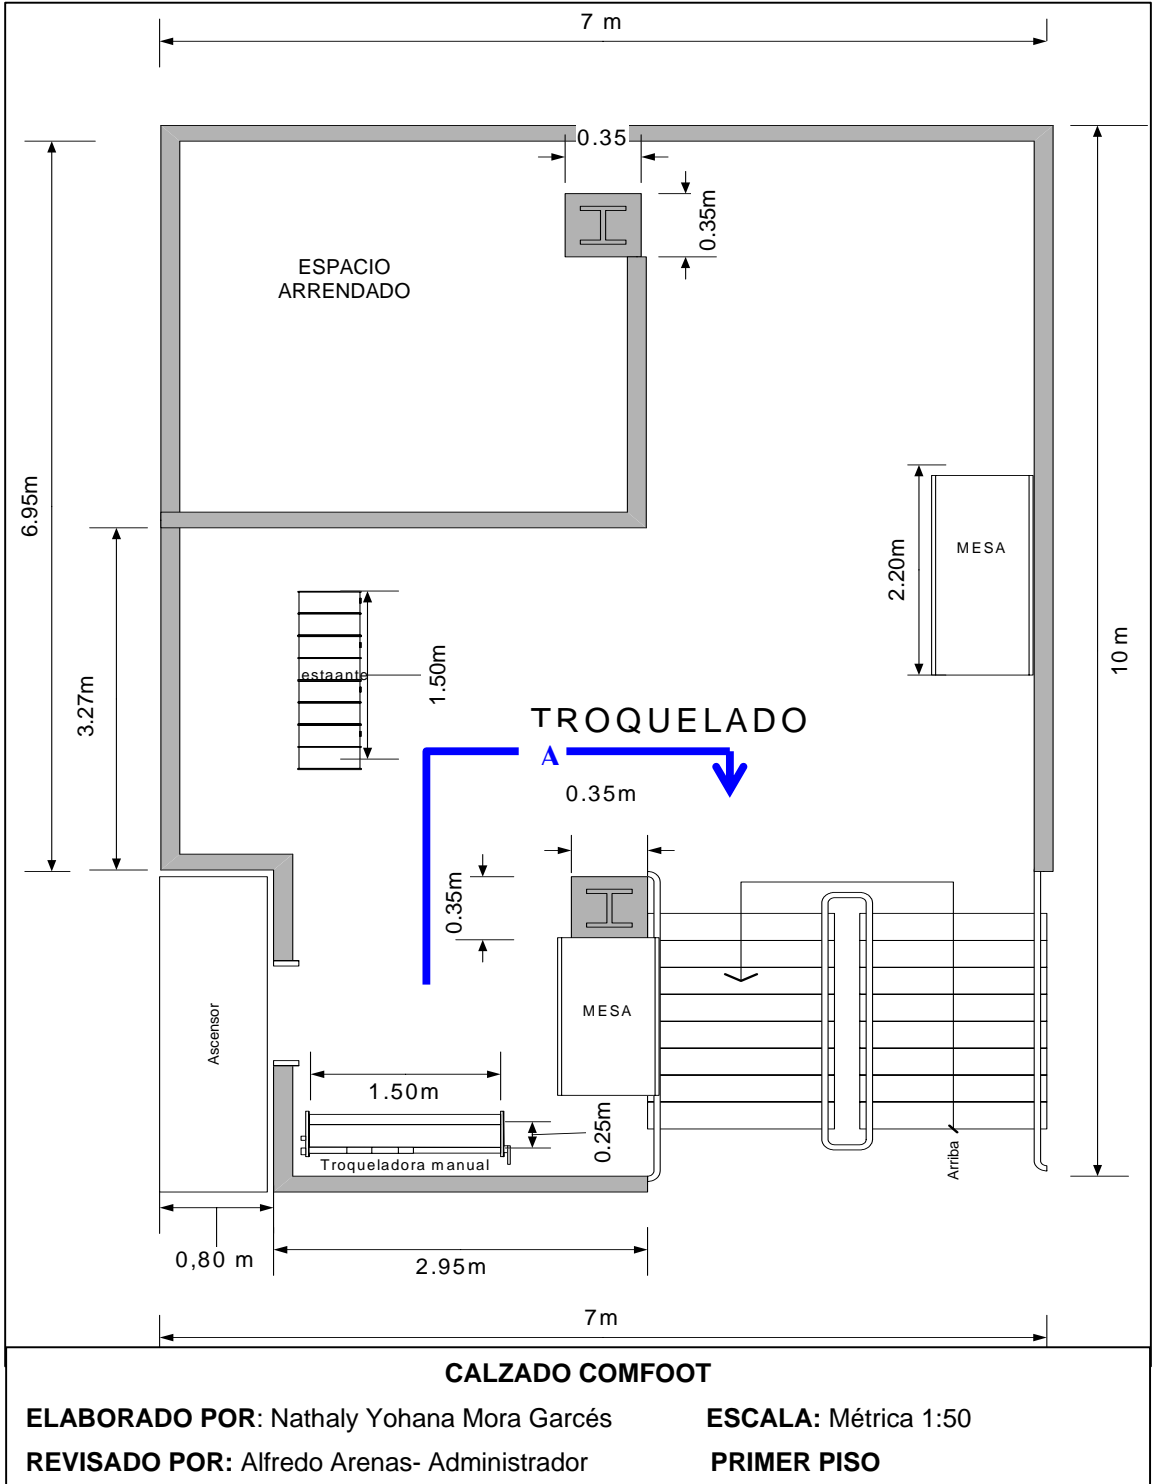 7 m
0.35
0.35m
ESPACIO
ARRENDADO
6.95m
2.20m
MESA
10 m
3.27m
estaante
1.50m
TROQUELADO
A
0.35m
0.35m
MESA
Ascensor
1.50m
0.25m
Troqueladora manual
Arriba
0,80 m
2.95m
7m
CALZADO COMFOOT
ELABORADO POR: Nathaly Yohana Mora Garcés
ESCALA: Métrica 1:50
REVISADO POR: Alfredo Arenas- Administrador
PRIMER PISO